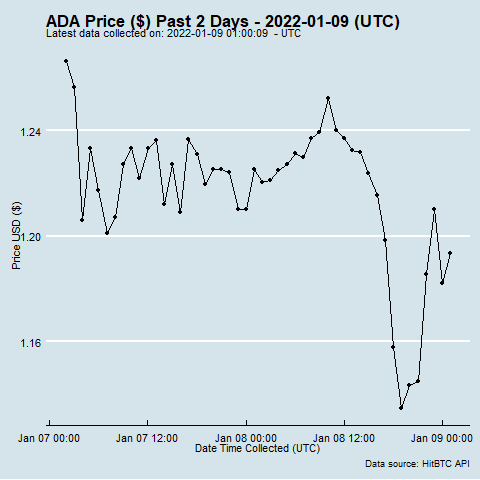 ADA Price ($) Past 2 Days - 2022-01-09 (UTC)
Latest data collected on: 2022-01-09 01:00:09 - UTC
1.24
1.20
1.16
Price USD ($)
Jan 07 00:00 Jan 07 12:00 Jan 08 00:00 Jan 08 12:00 Jan 09 00:00
Date Time Collected (UTC)
Data source: HitBTC API